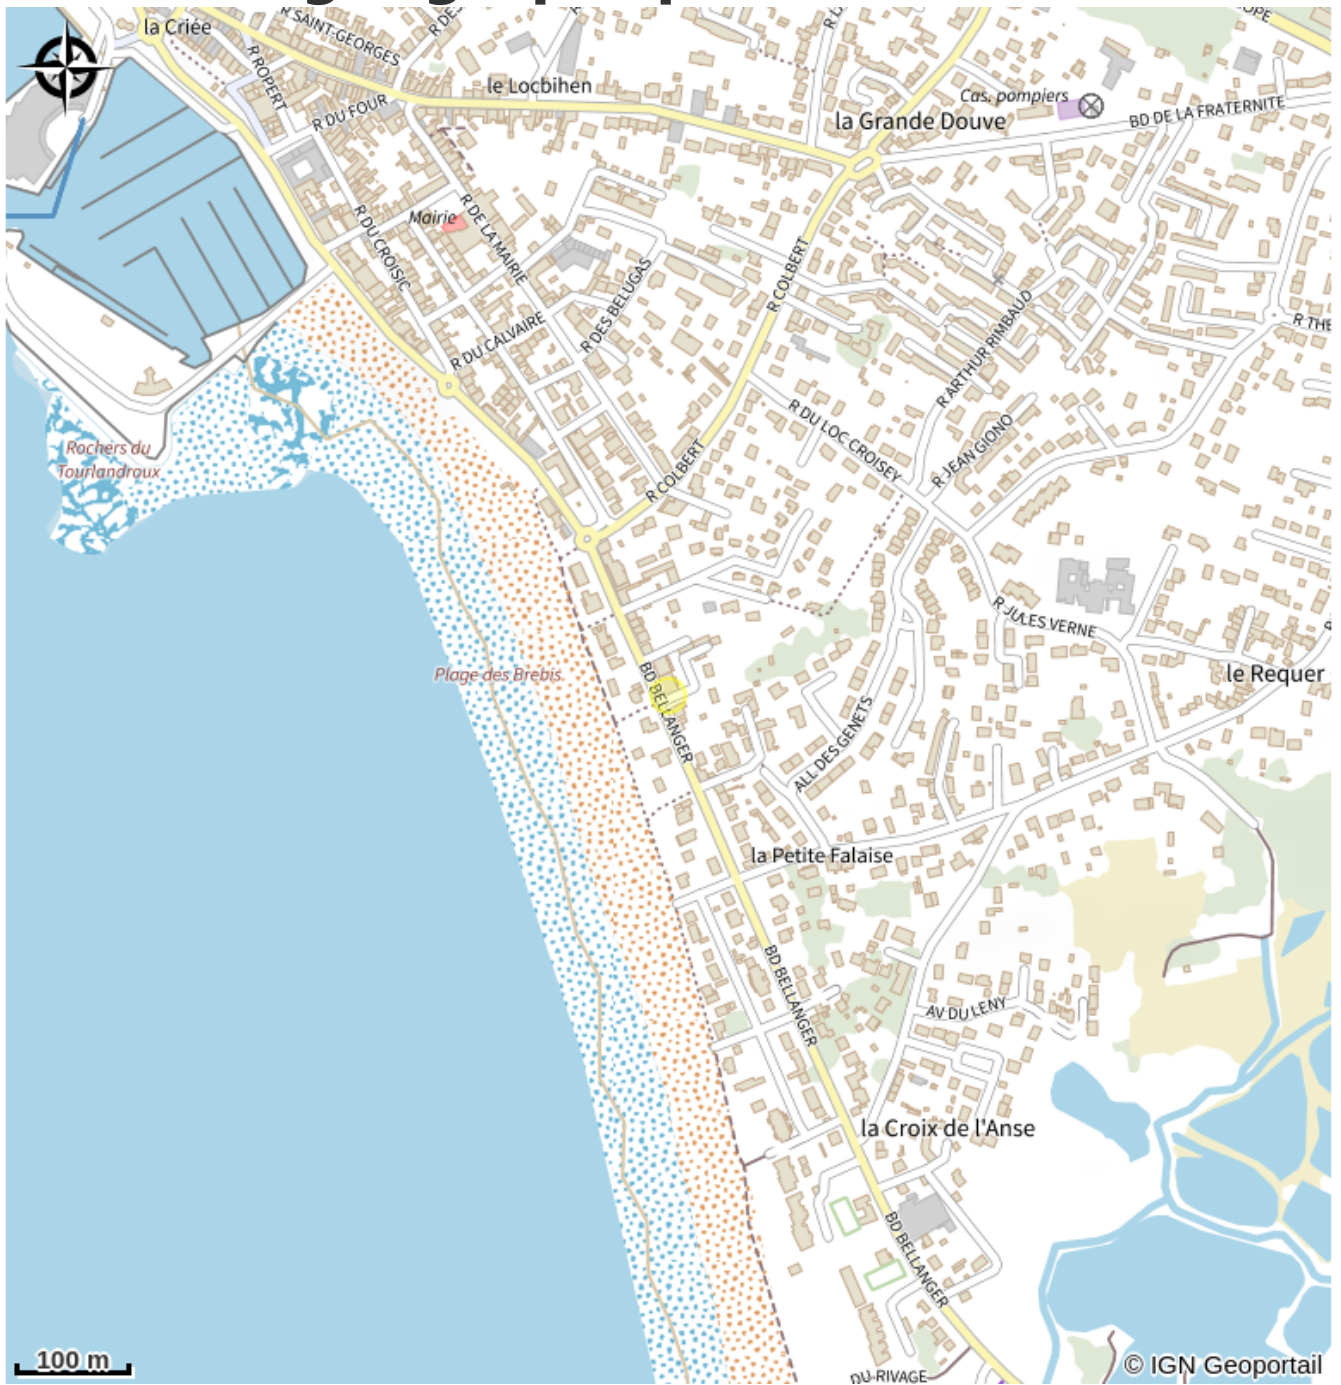 la Criée
R SAINT-GEORGES
R DES
R ROPERT
R DU FOUR
le Locbihen
Cas. pompiers
la Grande Douve
BD DE LA FRATERNITE
Mairie
R DE LA MAIRIE
R DU CROISIC
R DES BELUGAS
R COLBERT
R DU CALVAIRE
R ARTHUR RIMBAUD
R THE
R DU LOC CROISEY
R JEAN GIONO
R COLBERT
Rochers du
Tourlandroux
R JULES VERNE
Plage des Brebis
BD BELLANGER
le Requer
ALL DES GENETS
la Petite Falaise
BD BELLANGER
AV DU LENY
la Croix de l'Anse
BD BELLANGER
DU RIVAGE
100 m
© IGN Geoportail